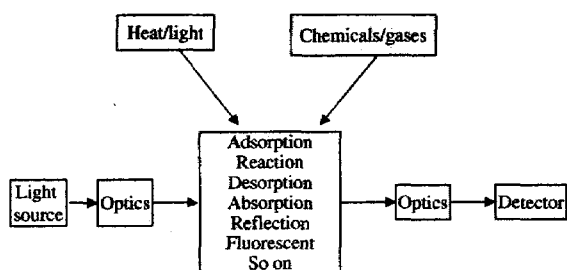 Heat/light
Chemicals/gases
Adsorption
Reaction
Desorption
Absorption
Reflection
Fluorescent
So on
Light
source
Optics
Optics
Detector